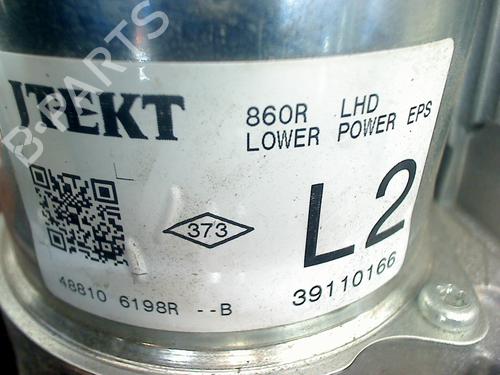 JTEKT
860R LHD
LOWER POWER EPS
L2
373
48810 6198R --B
39110166
B-PARTS